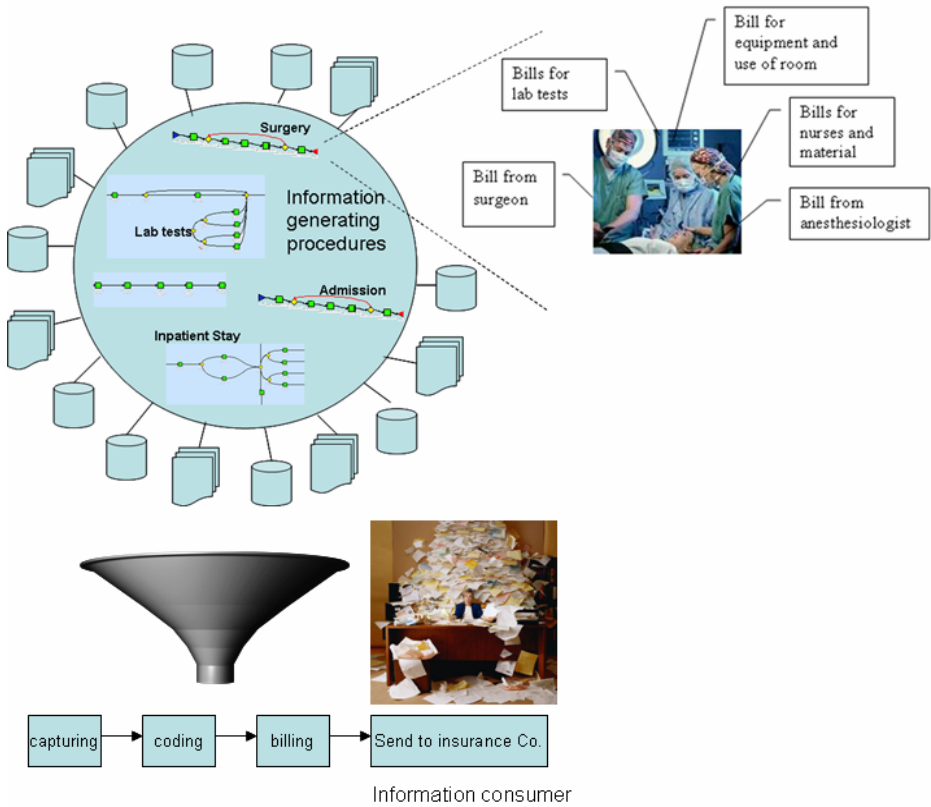 Surgery
Information
generating
procedures
Lab tests
Admission
Inpatient Stay
Bill for
equipment and
use of room
Bills for
lab tests
Bills for
nurses and
material
Bill from
surgeon
Bill from
anesthesiologist
capturing
coding
billing
Send to insurance Co.
Information consumer